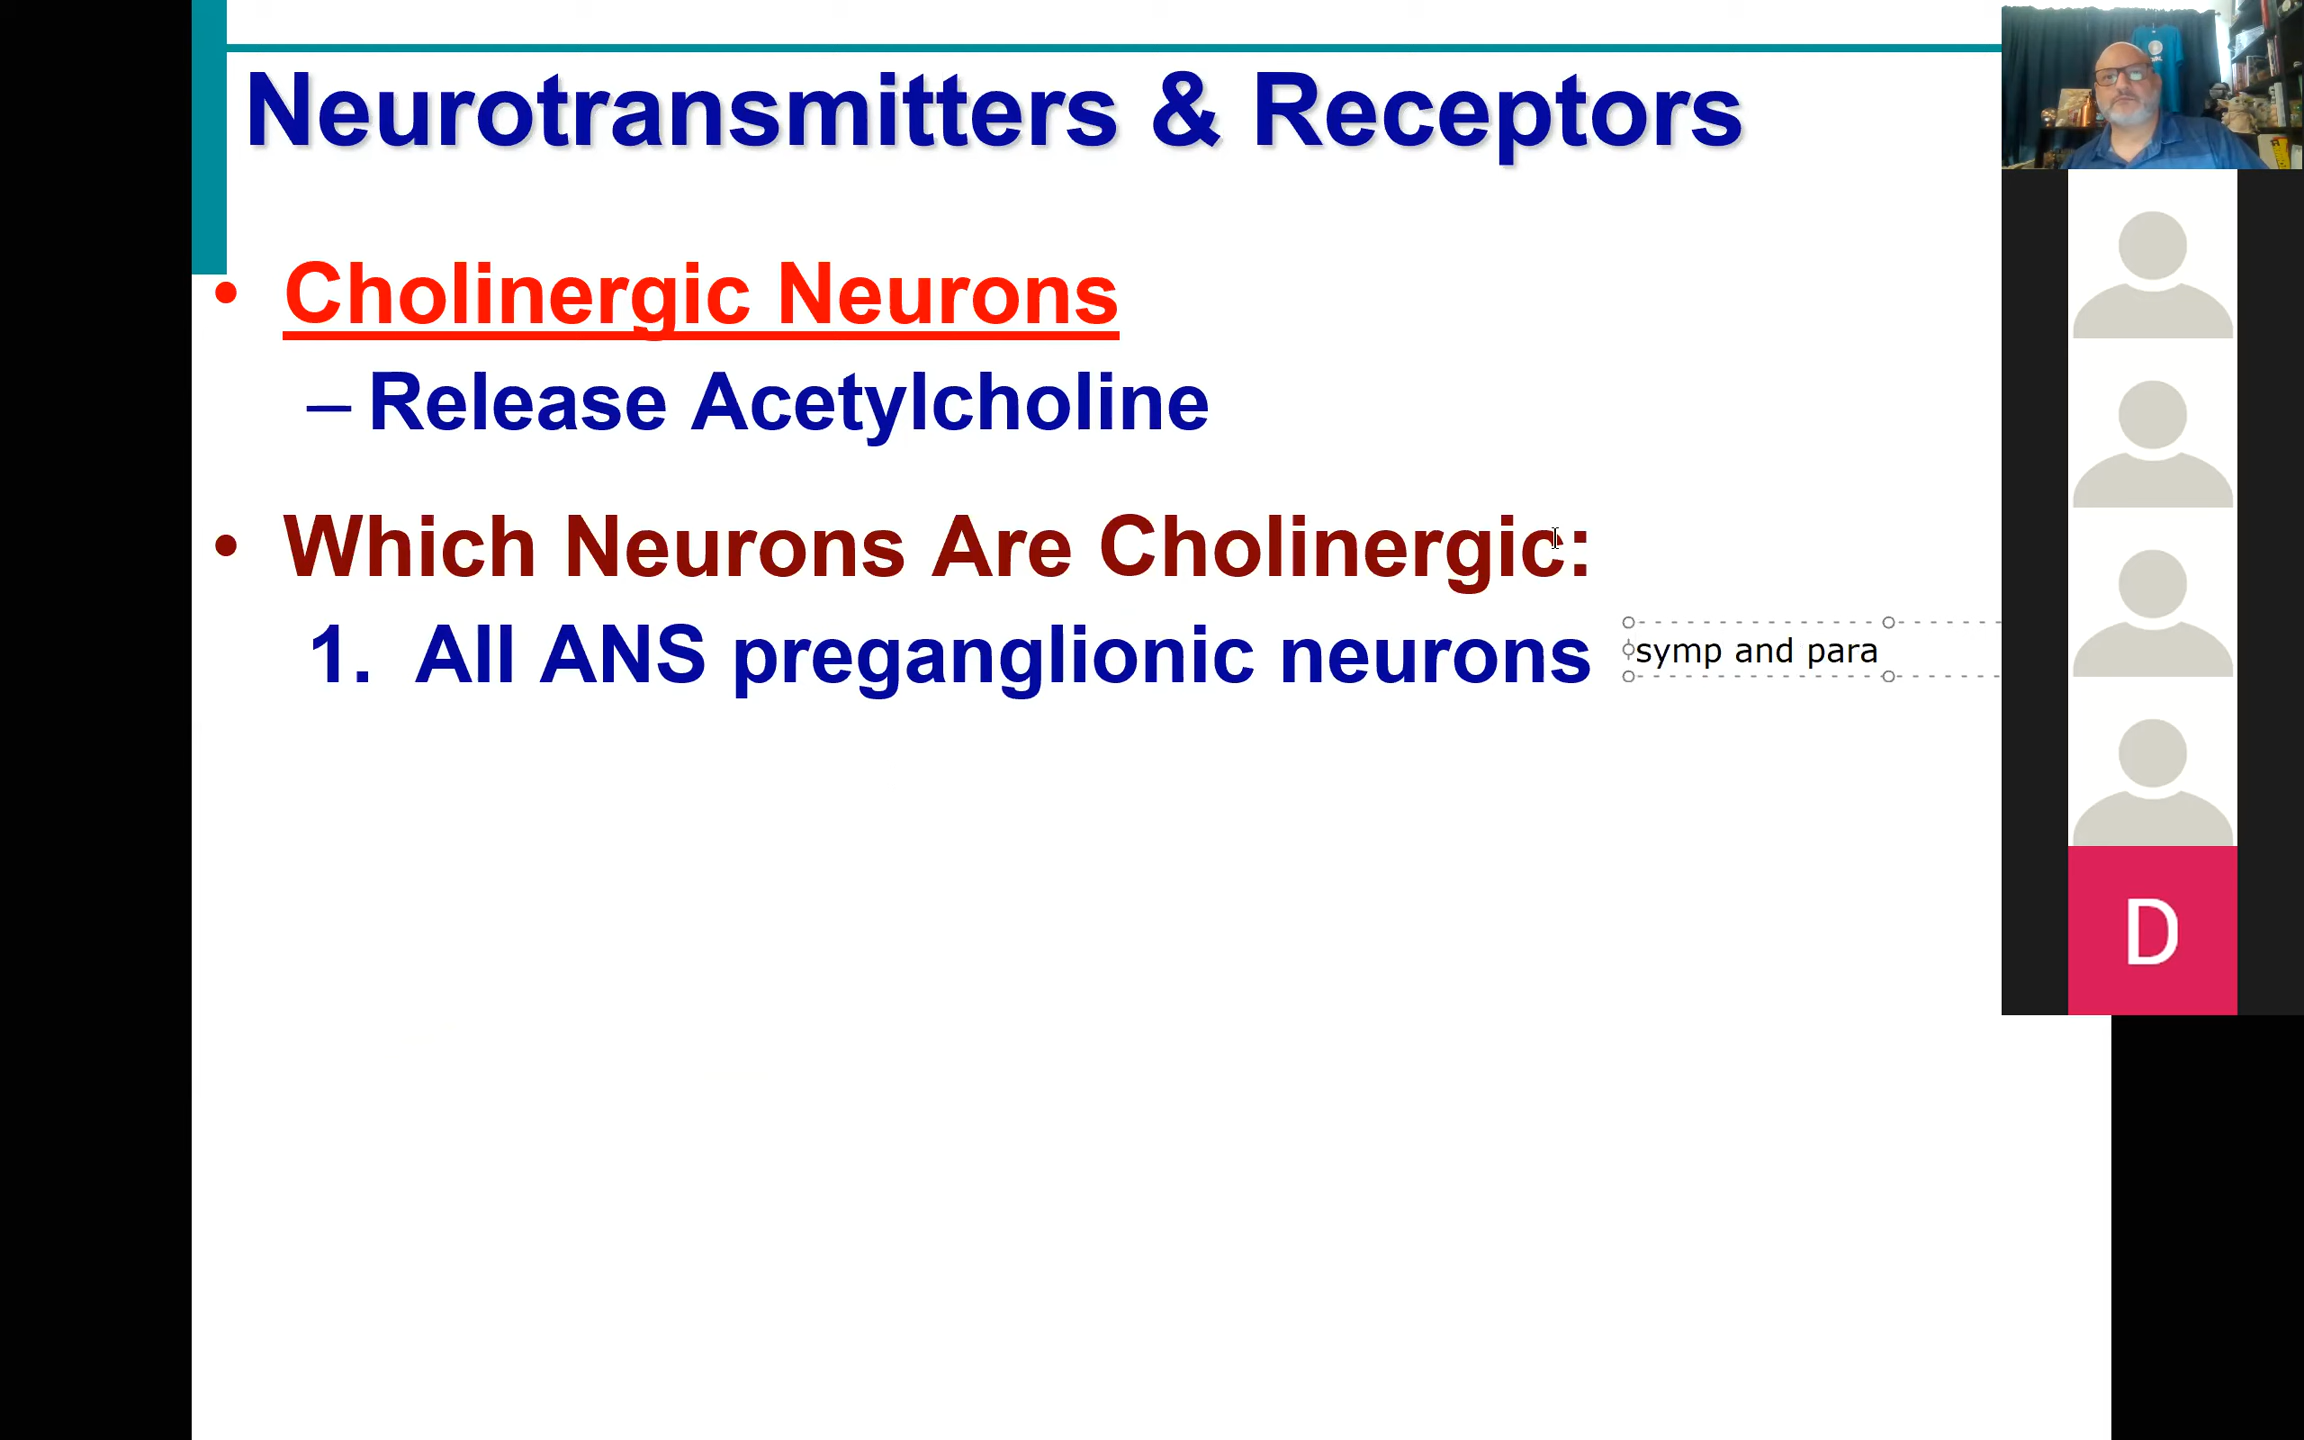 Neurotransmitters & Receptors
• Cholinergic Neurons
– Release Acetylcholine
• Which Neurons Are Cholinergic:
1. All ANS preganglionic neurons
symp and para
D